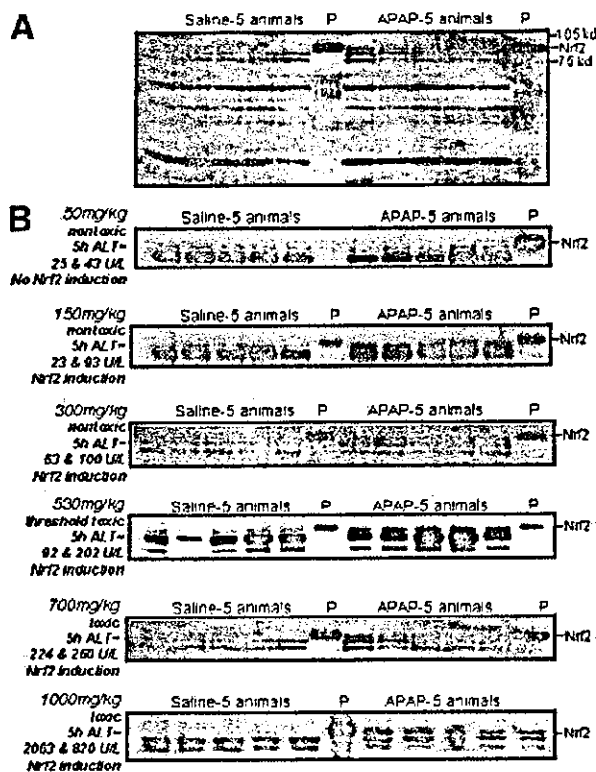 A
Saline-5 animals P APAP-5 animals P
105 kd
Nrf2
75 kd
B
50mg/kg
nontoxic
5h ALT=
25 & 43 U/L
No Nrf2 induction
Saline-5 animals APAP-5 animals P
Nrf2
150mg/kg
nontoxic
5h ALT=
23 & 93 U/L
Nrf2 induction
Saline-5 animals P APAP-5 animals P
Nrf2
300mg/kg
nontoxic
5h ALT=
63 & 100 U/L
Nrf2 induction
Saline-5 animals P APAP-5 animals P
Nrf2
530mg/kg
threshold toxic
5h ALT=
92 & 202 U/L
Nrf2 induction
Saline-5 animals P APAP-5 animals P
Nrf2
700mg/kg
toxic
5h ALT=
224 & 260 U/L
Nrf2 induction
Saline-5 animals P APAP-5 animals P
Nrf2
1000mg/kg
toxic
5h ALT=
2063 & 820 U/L
Nrf2 induction
Saline-5 animals P APAP-5 animals
Nrf2